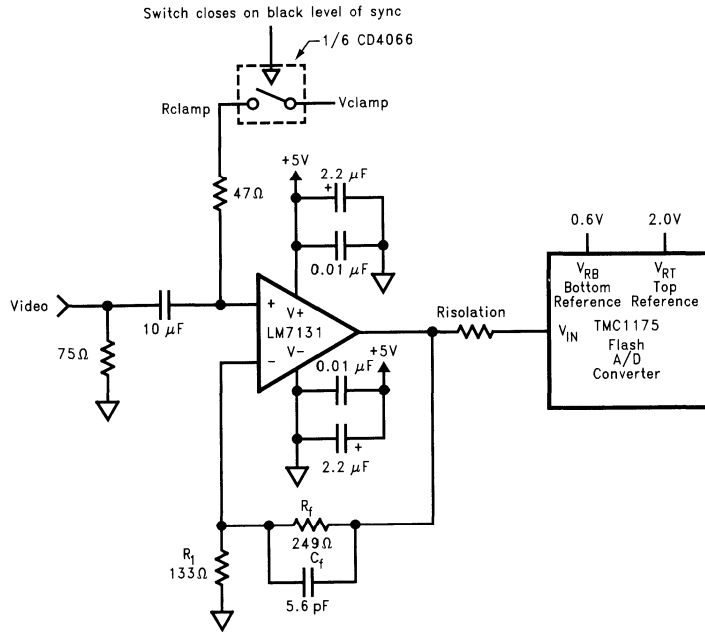 Switch closes on black level of sync
1/6 CD4066
Rclamp
Vclamp
+5V
2.2 μF
+
47Ω
0.01 μF
0.6V
2.0V
VRB
Bottom
Reference
VRT
Top
Reference
Video
10 μF
+
V+
LM7131
V-
-
Risolation
VIN
TMC1175
Flash
A/D
Converter
75Ω
+5V
0.01 μF
+
2.2 μF
Rf
249Ω
Cf
5.6 pF
R1
133Ω